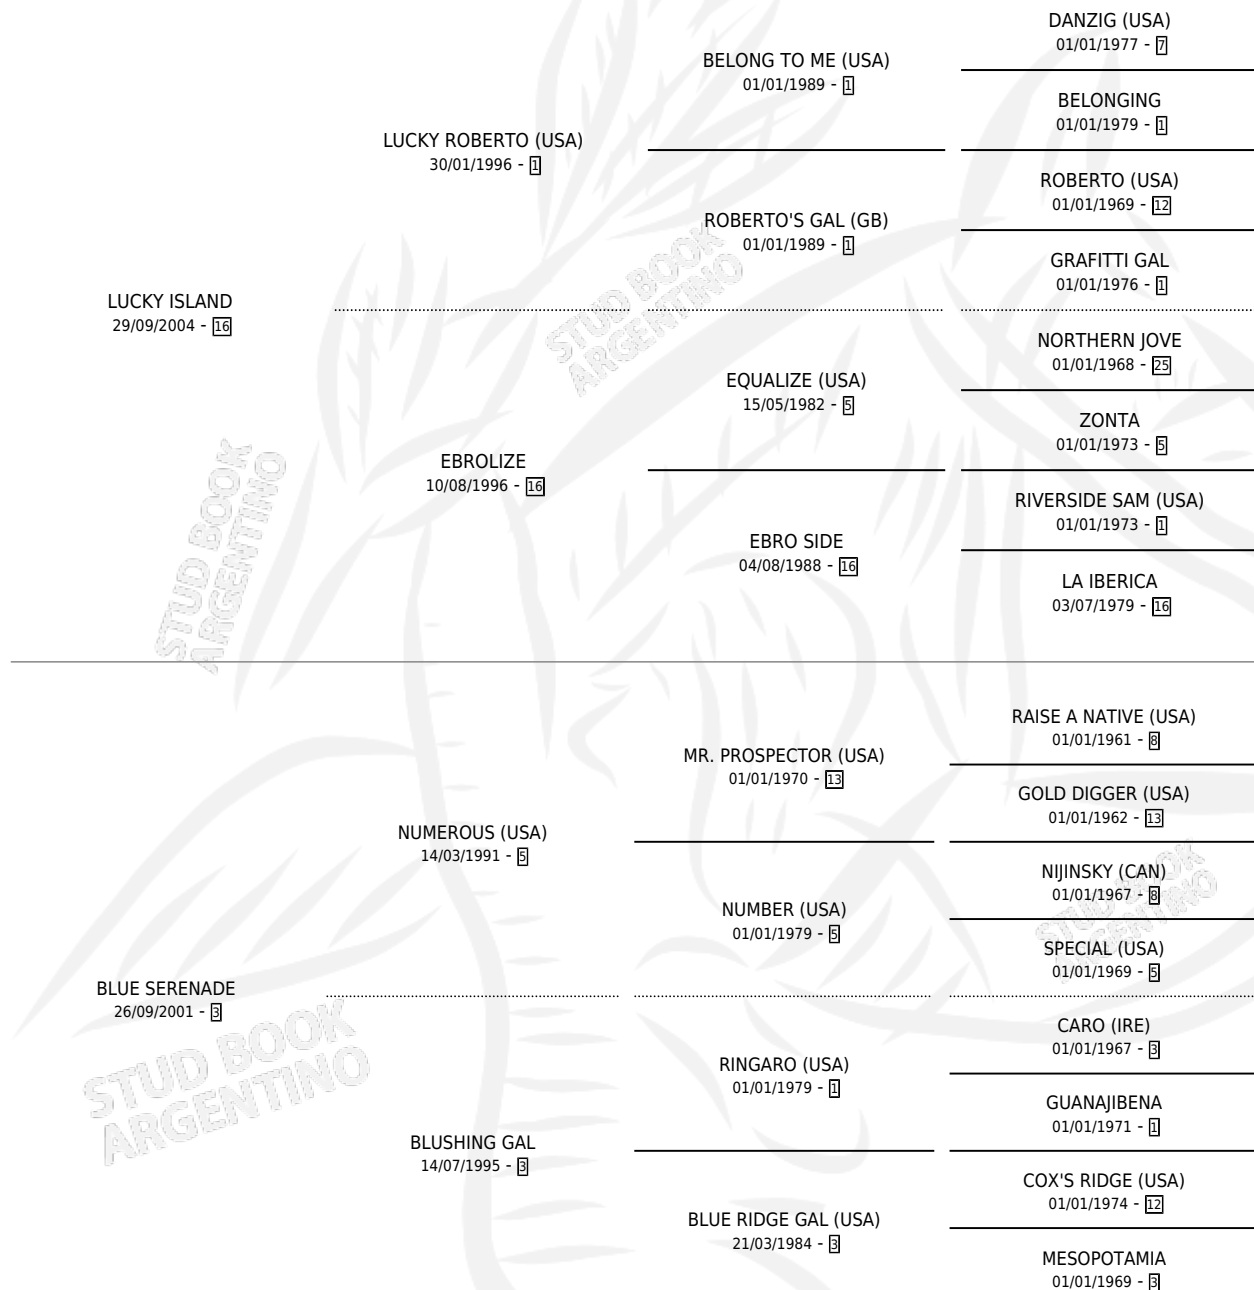 DANZIG (USA)
01/01/1977 - 7
BELONG TO ME (USA)
01/01/1989 - 1
BELONGING
01/01/1979 - 1
LUCKY ROBERTO (USA)
30/01/1996 - 1
ROBERTO (USA)
01/01/1969 - 12
ROBERTO'S GAL (GB)
01/01/1989 - 1
GRAFITTI GAL
01/01/1976 - 1
LUCKY ISLAND
29/09/2004 - 16
NORTHERN JOVE
01/01/1968 - 25
EQUALIZE (USA)
15/05/1982 - 5
ZONTA
01/01/1973 - 5
EBROLIZE
10/08/1996 - 16
RIVERSIDE SAM (USA)
01/01/1973 - 1
EBRO SIDE
04/08/1988 - 16
LA IBERICA
03/07/1979 - 16
RAISE A NATIVE (USA)
01/01/1961 - 8
MR. PROSPECTOR (USA)
01/01/1970 - 13
GOLD DIGGER (USA)
01/01/1962 - 13
NUMEROUS (USA)
14/03/1991 - 5
NIJINSKY (CAN)
01/01/1967 - 8
NUMBER (USA)
01/01/1979 - 5
SPECIAL (USA)
01/01/1969 - 5
BLUE SERENADE
26/09/2001 - 3
CARO (IRE)
01/01/1967 - 3
RINGARO (USA)
01/01/1979 - 1
GUANAJIBENA
01/01/1971 - 1
BLUSHING GAL
14/07/1995 - 3
COX'S RIDGE (USA)
01/01/1974 - 12
BLUE RIDGE GAL (USA)
21/03/1984 - 3
MESOPOTAMIA
01/01/1969 - 3
STUD BOOK
ARGENTINO
STUD BOOK
ARGENTINO
STUD BOOK
ARGENTINO
STUD BOOK
ARGENTINO